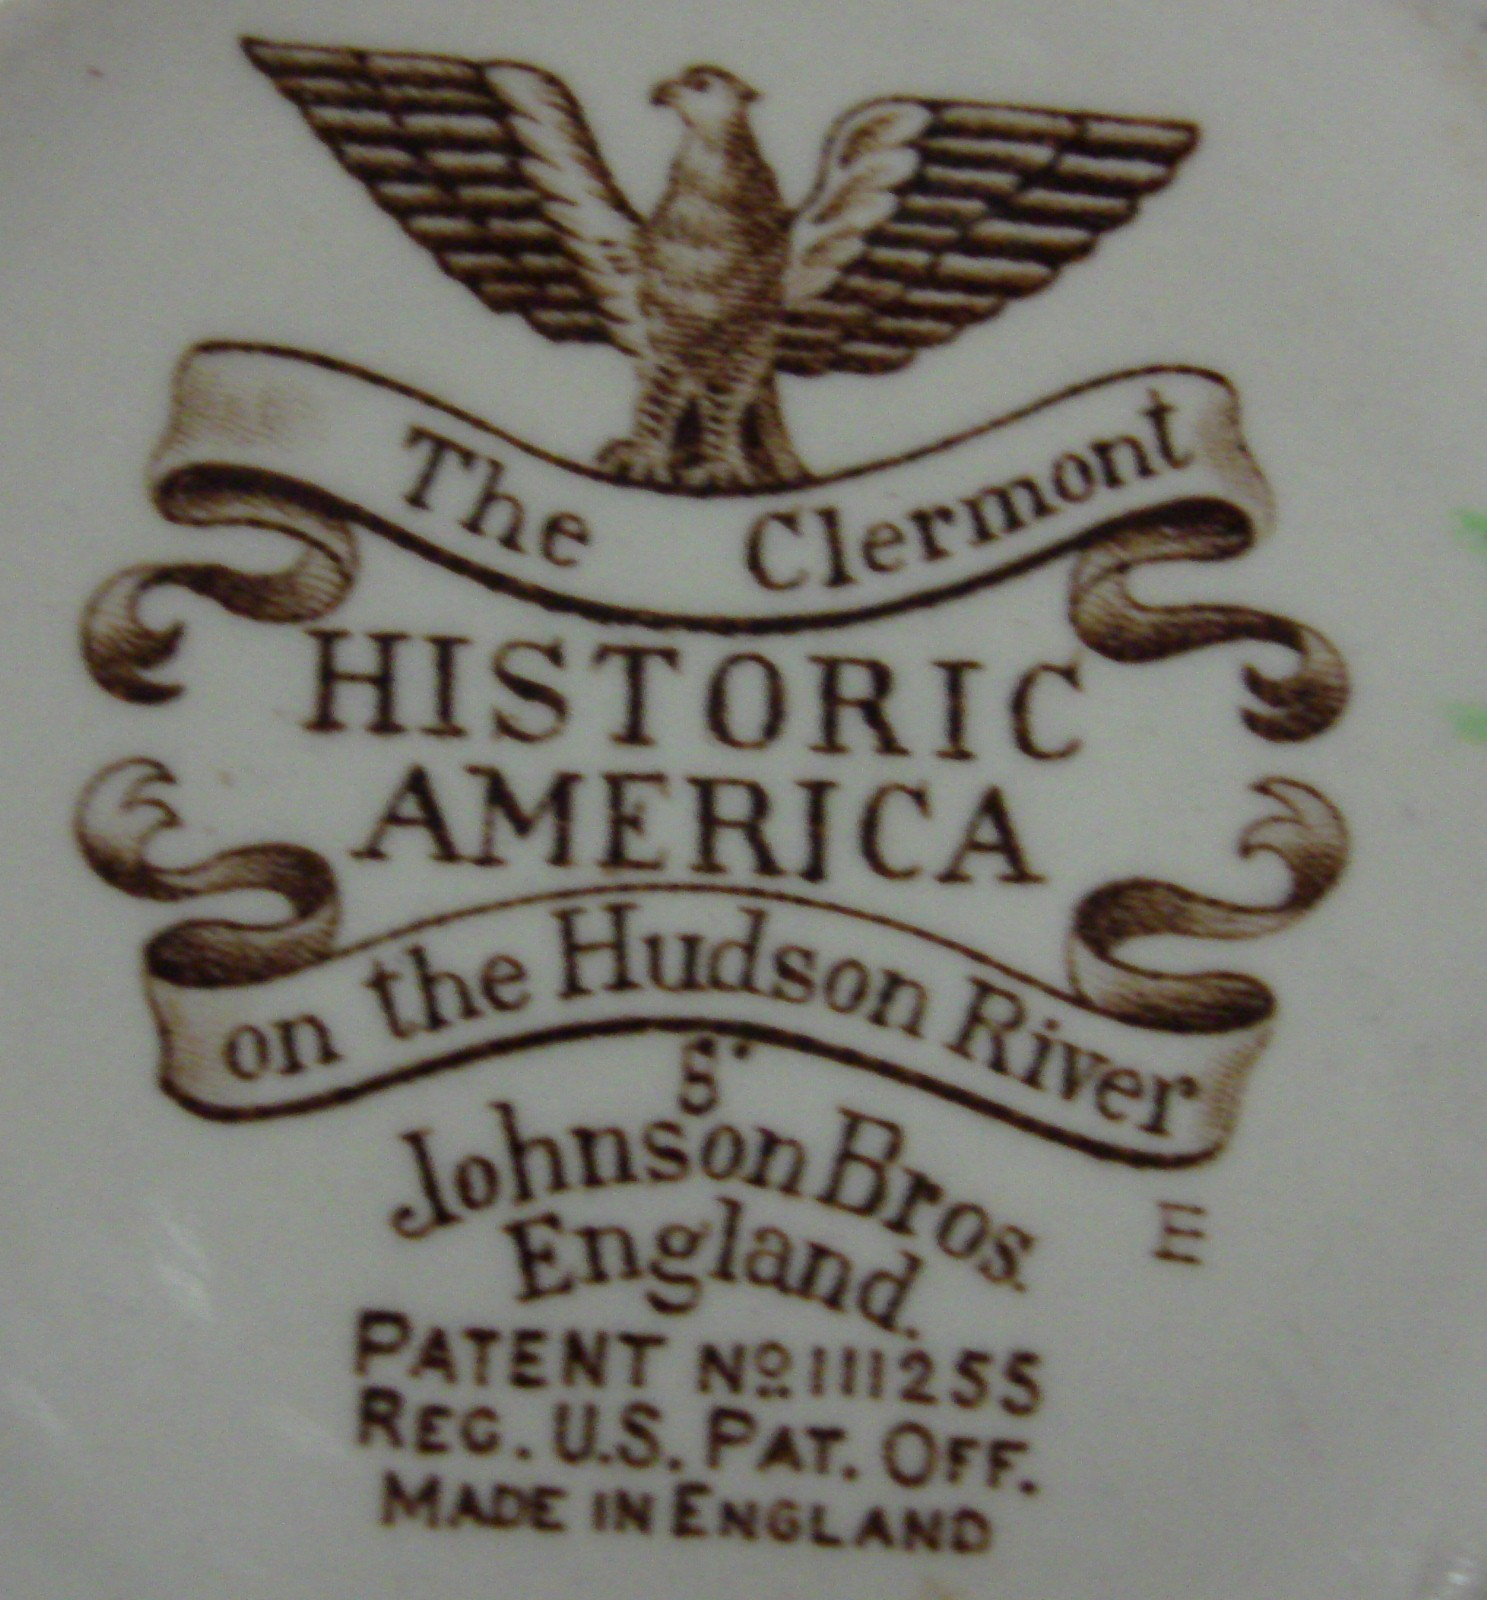 The Clermont
HISTORIC
AMERICA
on the Hudson River
S.
Johnson Bros.
England.
E
PATENT NO 111255
REG. U.S. PAT. OFF.
MADE IN ENGLAND